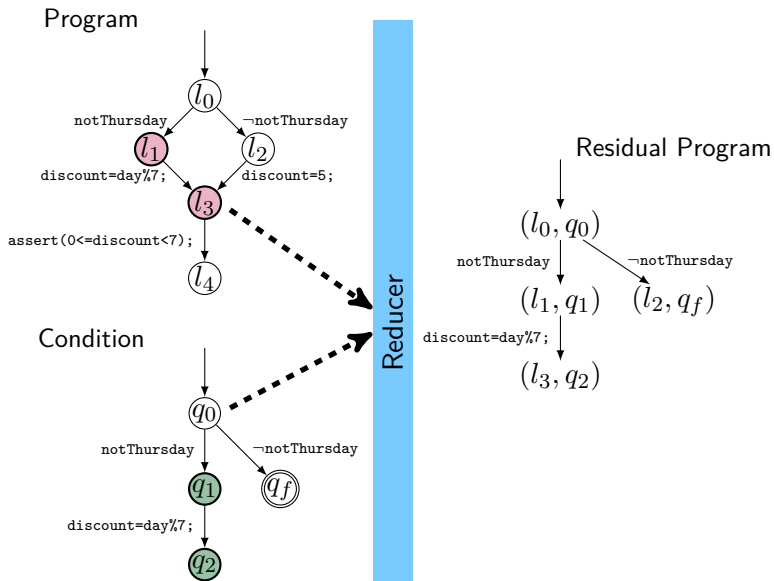 Program
l0
notThursday
¬notThursday
l1
l2
discount=day%7;
discount=5;
l3
assert(0<=discount<7);
l4
Condition
q0
notThursday
¬notThursday
q1
qf
discount=day%7;
q2
Reducer
Residual Program
(l0, q0)
notThursday
¬notThursday
(l1, q1)
(l2, qf)
discount=day%7;
(l3, q2)